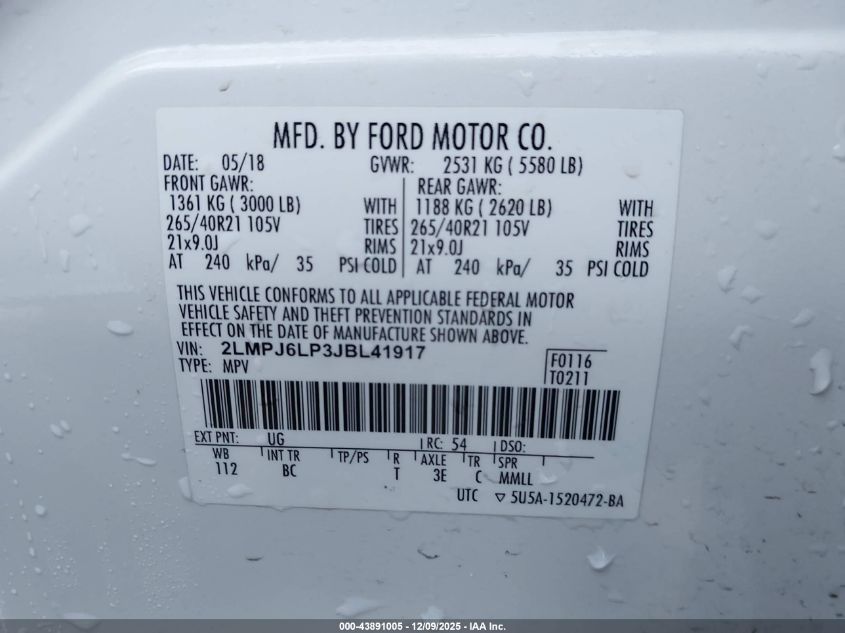 MFD. BY FORD MOTOR CO.
DATE: 05/18 GVWR: 2531 KG ( 5580 LB)
FRONT GAWR: REAR GAWR:
1361 KG ( 3000 LB) WITH 1188 KG ( 2620 LB) WITH
265/40R21 105V TIRES 265/40R21 105V TIRES
21x9.0J RIMS 21x9.0J RIMS
AT 240 kPa/ 35 PSI COLD AT 240 kPa/ 35 PSI COLD
THIS VEHICLE CONFORMS TO ALL APPLICABLE FEDERAL MOTOR
VEHICLE SAFETY AND THEFT PREVENTION STANDARDS IN
EFFECT ON THE DATE OF MANUFACTURE SHOWN ABOVE.
VIN: 2LMPJ6LP3JBL41917 F0116
TYPE: MPV T0211
EXT PNT: UG RC: 54 DSO:
WB INT TR TP/PS R AXLE TR SPR
112 BC T 3E C MMLL
UTC ▽ 5U5A-1520472-BA
000-43891005 - 12/09/2025 - IAA Inc.